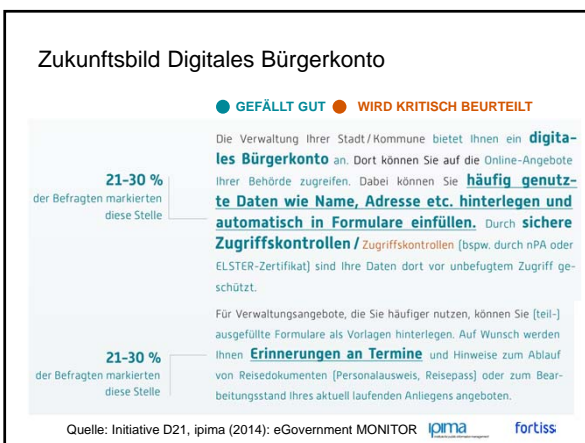 Zukunftsbild Digitales Bürgerkonto
GEFÄLLT GUT WIRD KRITISCH BEURTEILT
Die Verwaltung Ihrer Stadt/Kommune bietet Ihnen ein digita-
les Bürgerkonto an. Dort können Sie auf die Online-Angebote
Ihrer Behörde zugreifen. Dabei können Sie häufig genutz-
te Daten wie Name, Adresse etc. hinterlegen und
automatisch in Formulare einfüllen. Durch sichere
Zugriffskontrollen / Zugriffskontrollen (bspw. durch nPA oder
ELSTER-Zertifikat) sind Ihre Daten dort vor unbefugtem Zugriff ge-
schützt.
21-30 %
der Befragten markierten
diese Stelle
Für Verwaltungsangebote, die Sie häufiger nutzen, können Sie (teil-)
ausgefüllte Formulare als Vorlagen hinterlegen. Auf Wunsch werden
Ihnen Erinnerungen an Termine und Hinweise zum Ablauf
von Reisedokumenten (Personalausweis, Reisepass) oder zum Bear-
beitungsstand Ihres aktuell laufenden Anliegens angeboten.
21-30 %
der Befragten markierten
diese Stelle
Quelle: Initiative D21, ipima (2014): eGovernment MONITOR ipima fortiss